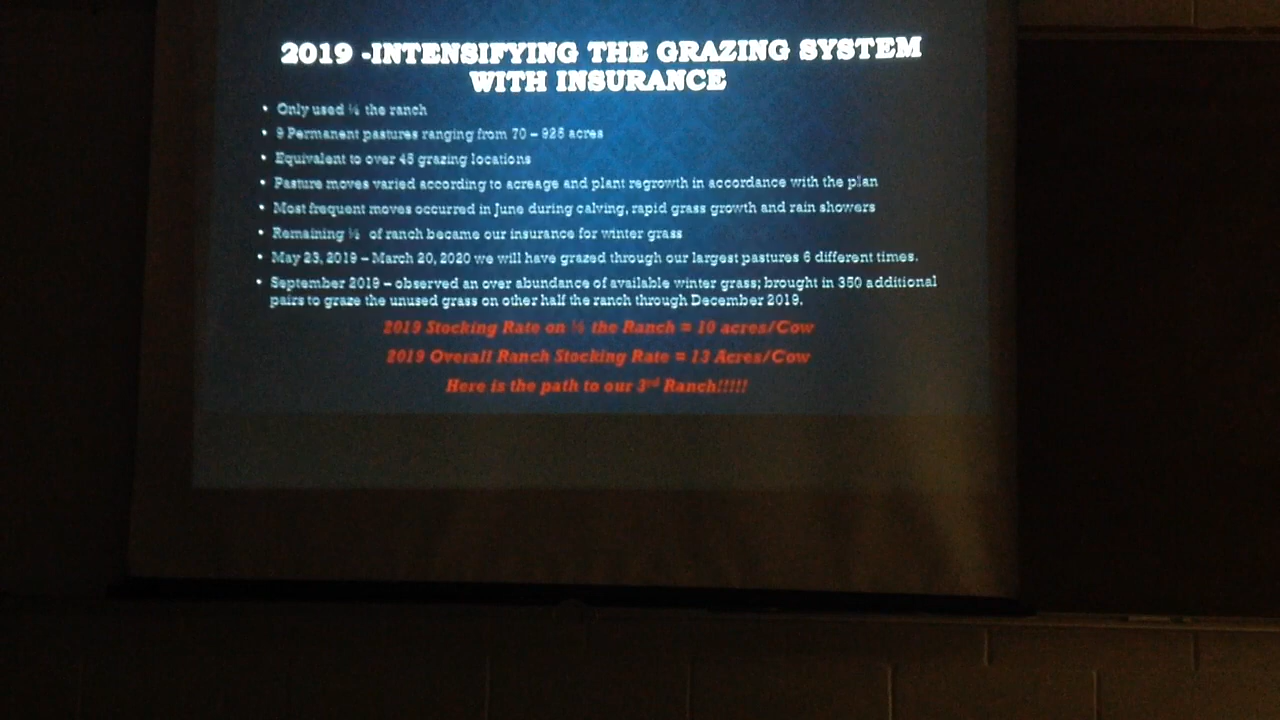 2019 -INTENSIFYING THE GRAZING SYSTEM
WITH INSURANCE
• Only used ½ the ranch
• 9 Permanent pastures ranging from 70 – 925 acres
• Equivalent to over 45 grazing locations
• Pasture moves varied according to acreage and plant regrowth in accordance with the plan
• Most frequent moves occurred in June during calving, rapid grass growth and rain showers
• Remaining ½ of ranch became our insurance for winter grass
• May 23, 2019 – March 20, 2020 we will have grazed through our largest pastures 6 different times.
• September 2019 – observed an over abundance of available winter grass; brought in 350 additional
pairs to graze the unused grass on other half the ranch through December 2019.
2019 Stocking Rate on ½ the Ranch = 10 acres/Cow
2019 Overall Ranch Stocking Rate = 13 Acres/Cow
Here is the path to our 3rd Ranch!!!!!